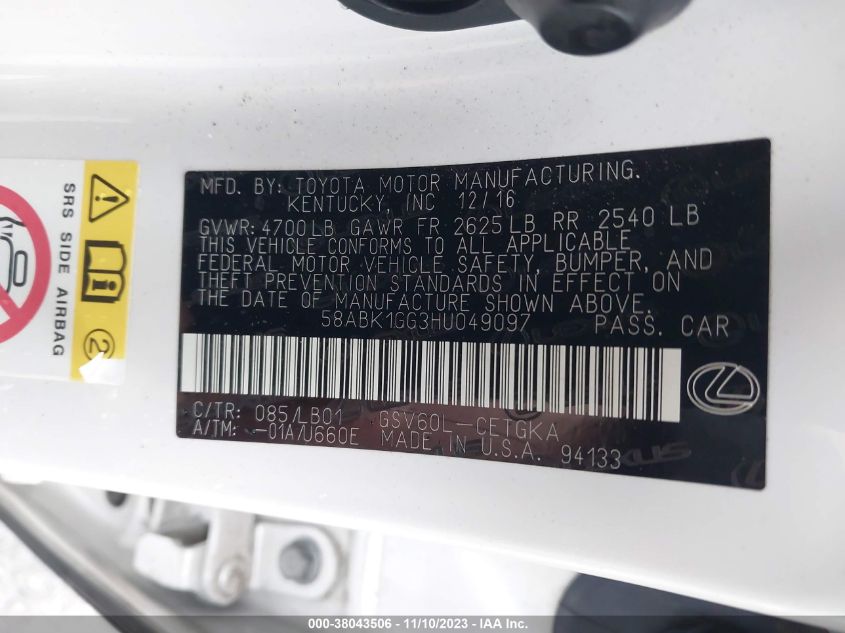 SRS SIDE AIRBAG
2
MFD. BY: TOYOTA MOTOR MANUFACTURING.
KENTUCKY, INC 12/16
GVWR: 4700 LB GAWR FR 2625 LB RR 2540 LB
THIS VEHICLE CONFORMS TO ALL APPLICABLE
FEDERAL MOTOR VEHICLE SAFETY, BUMPER, AND
THEFT PREVENTION STANDARDS IN EFFECT ON
THE DATE OF MANUFACTURE SHOWN ABOVE.
58ABK1GG3HU049097 PASS. CAR
C/TR: 085/LB01 GSV60L-CETGKA
A/TM: -01A/U660E MADE IN U.S.A. 94133
000-38043506 - 11/10/2023 - IAA Inc.